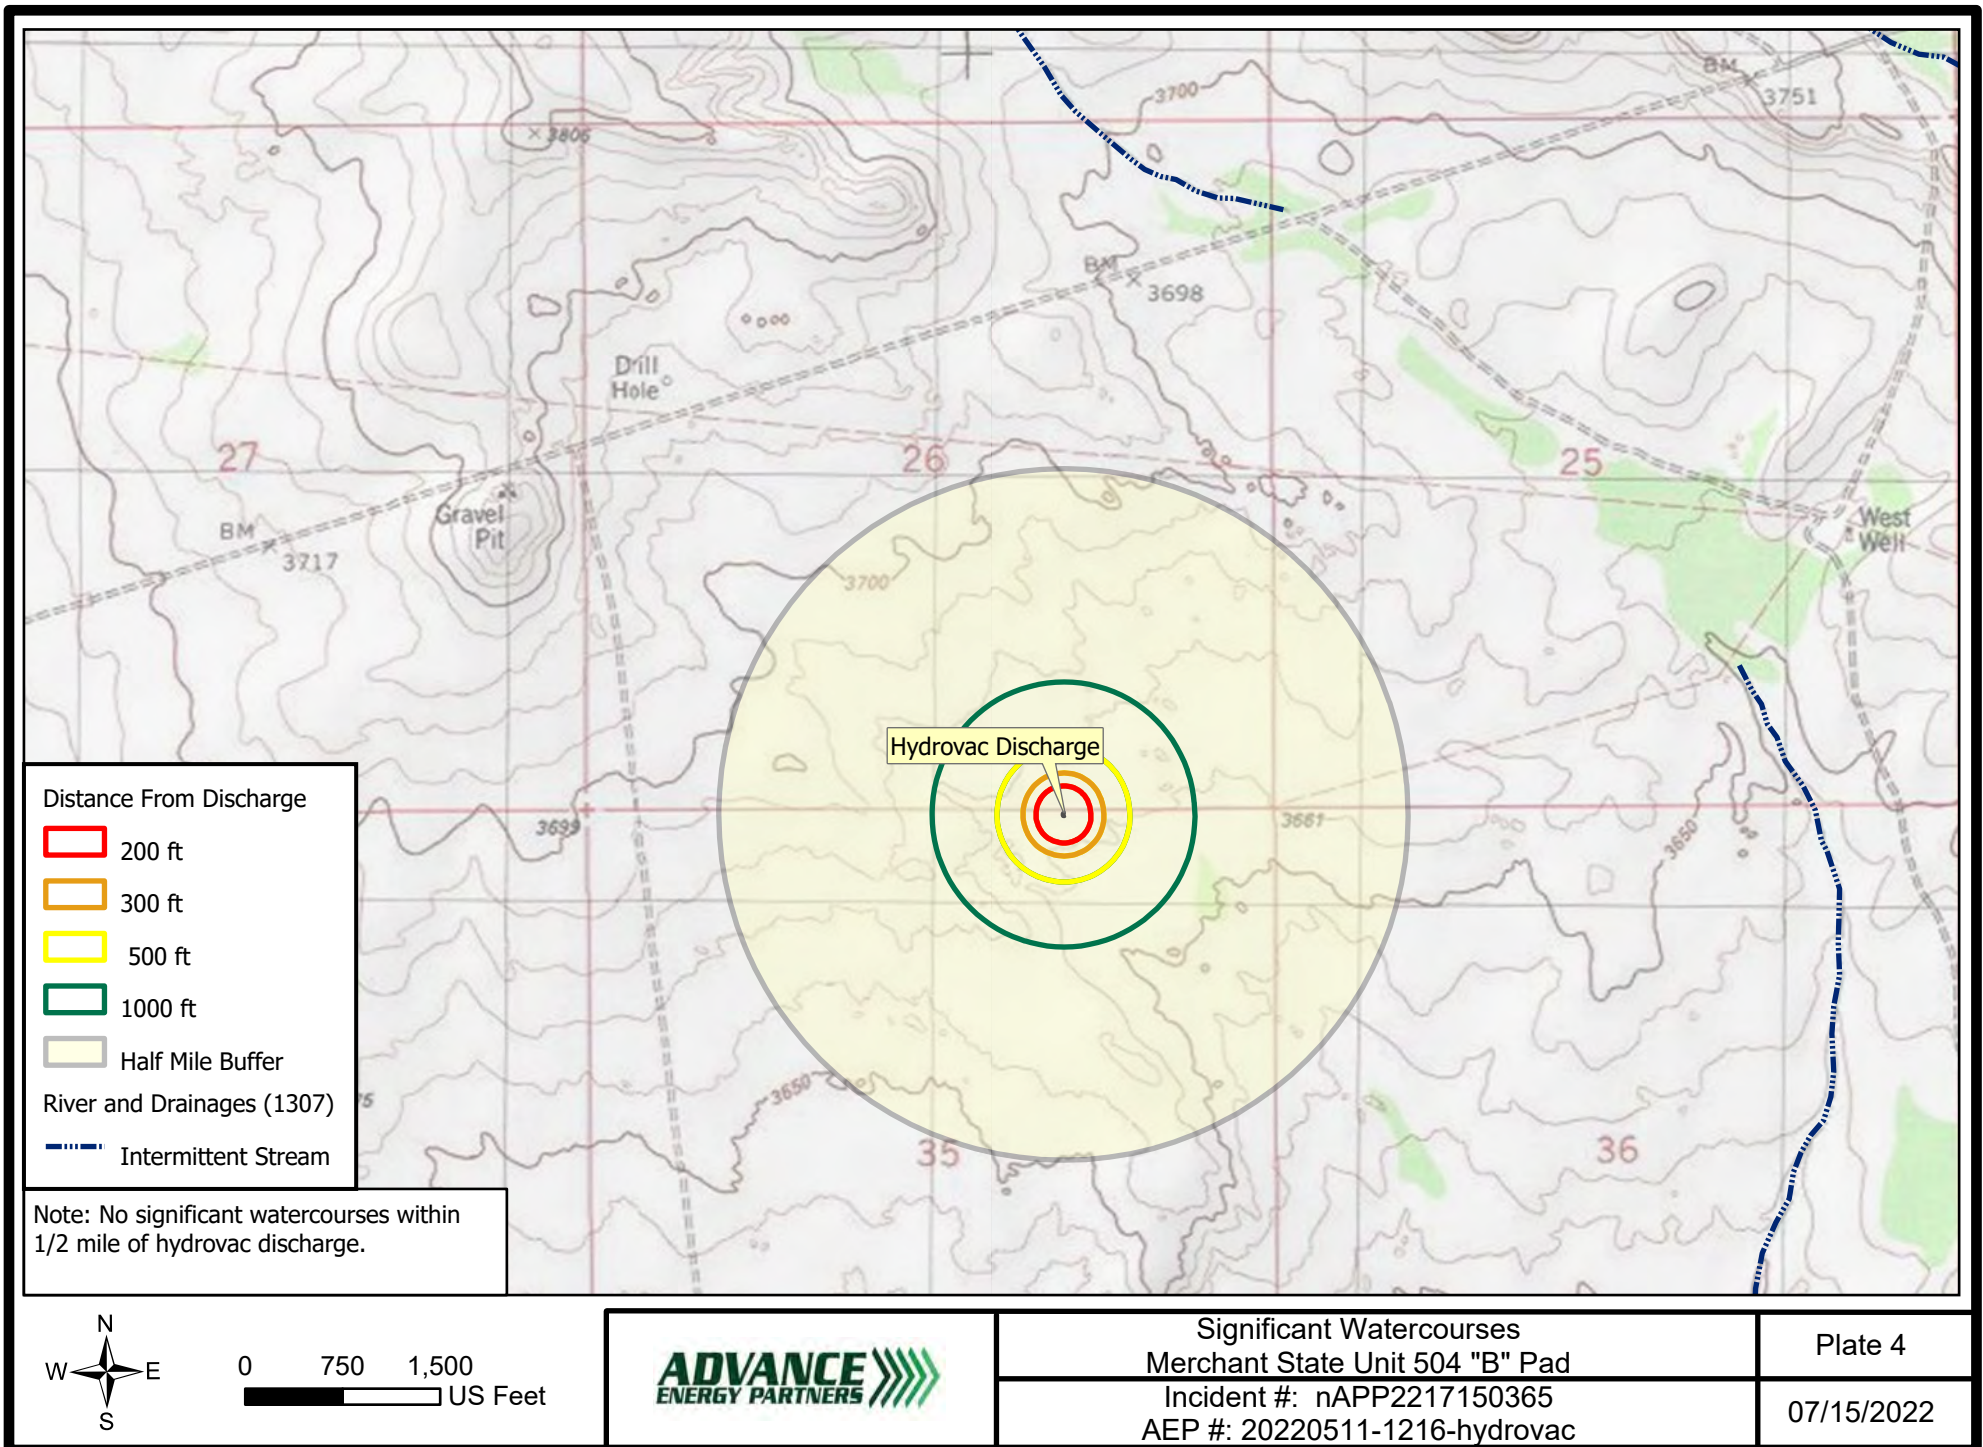 BM
3751
3700
3806
BM
3698
Drill
Hole
27
26
25
Gravel
Pit
BM
3717
West
Well
3700
Hydrovac Discharge
3699
3661
3650
3650
35
36
Distance From Discharge
200 ft
300 ft
500 ft
1000 ft
Half Mile Buffer
River and Drainages (1307)
Intermittent Stream
Note: No significant watercourses within
1/2 mile of hydrovac discharge.
N
W E
S
0 750 1,500
US Feet
ADVANCE
ENERGY PARTNERS
Significant Watercourses
Merchant State Unit 504 "B" Pad
Incident #: nAPP2217150365
AEP #: 20220511-1216-hydrovac
Plate 4
07/15/2022